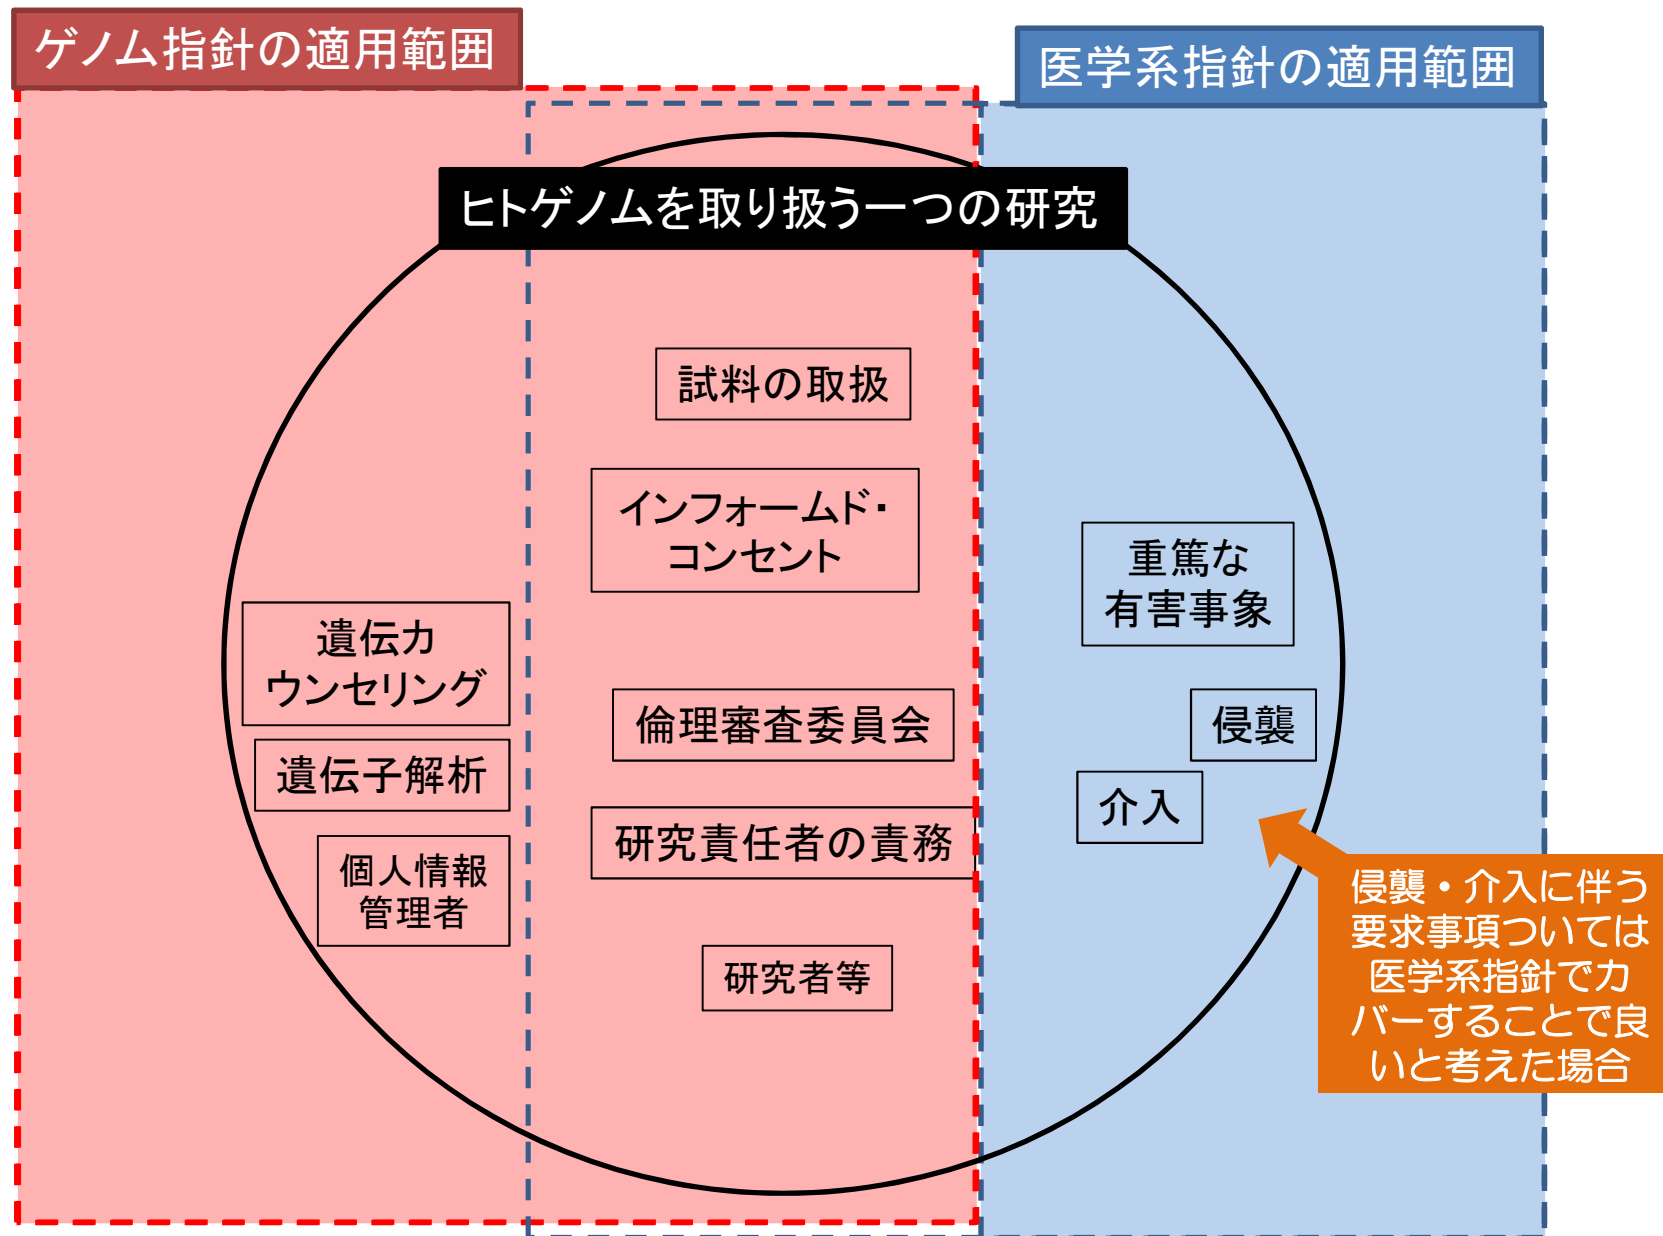 ゲノム指針の適用範囲
医学系指針の適用範囲
ヒトゲノムを取り扱う一つの研究
試料の取扱
インフォームド・
コンセント
重篤な
有害事象
遺伝カ
ウンセリング
倫理審査委員会
侵襲
遺伝子解析
介入
研究責任者の責務
個人情報
管理者
研究者等
侵襲・介入に伴う
要求事項ついては
医学系指針でカ
バーすることで良
いと考えた場合